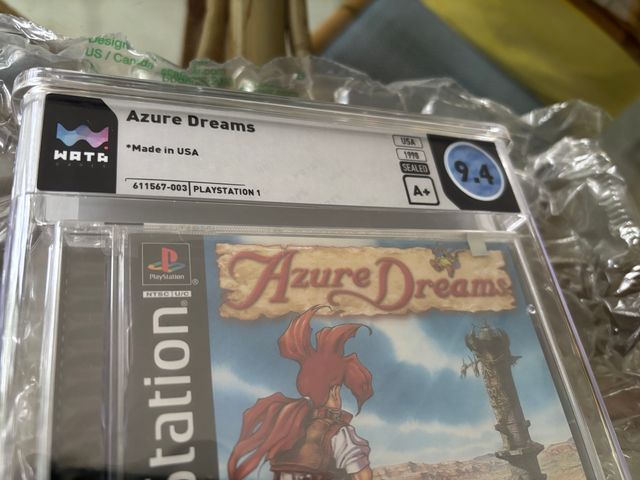 Design
US / Canada
Azure Dreams
*Made in USA
WATA
611567-003 PLAYSTATION 1
USA
1998
SEALED
A+
9.4
PlayStation
NTSC U/C
Azure Dreams
Station